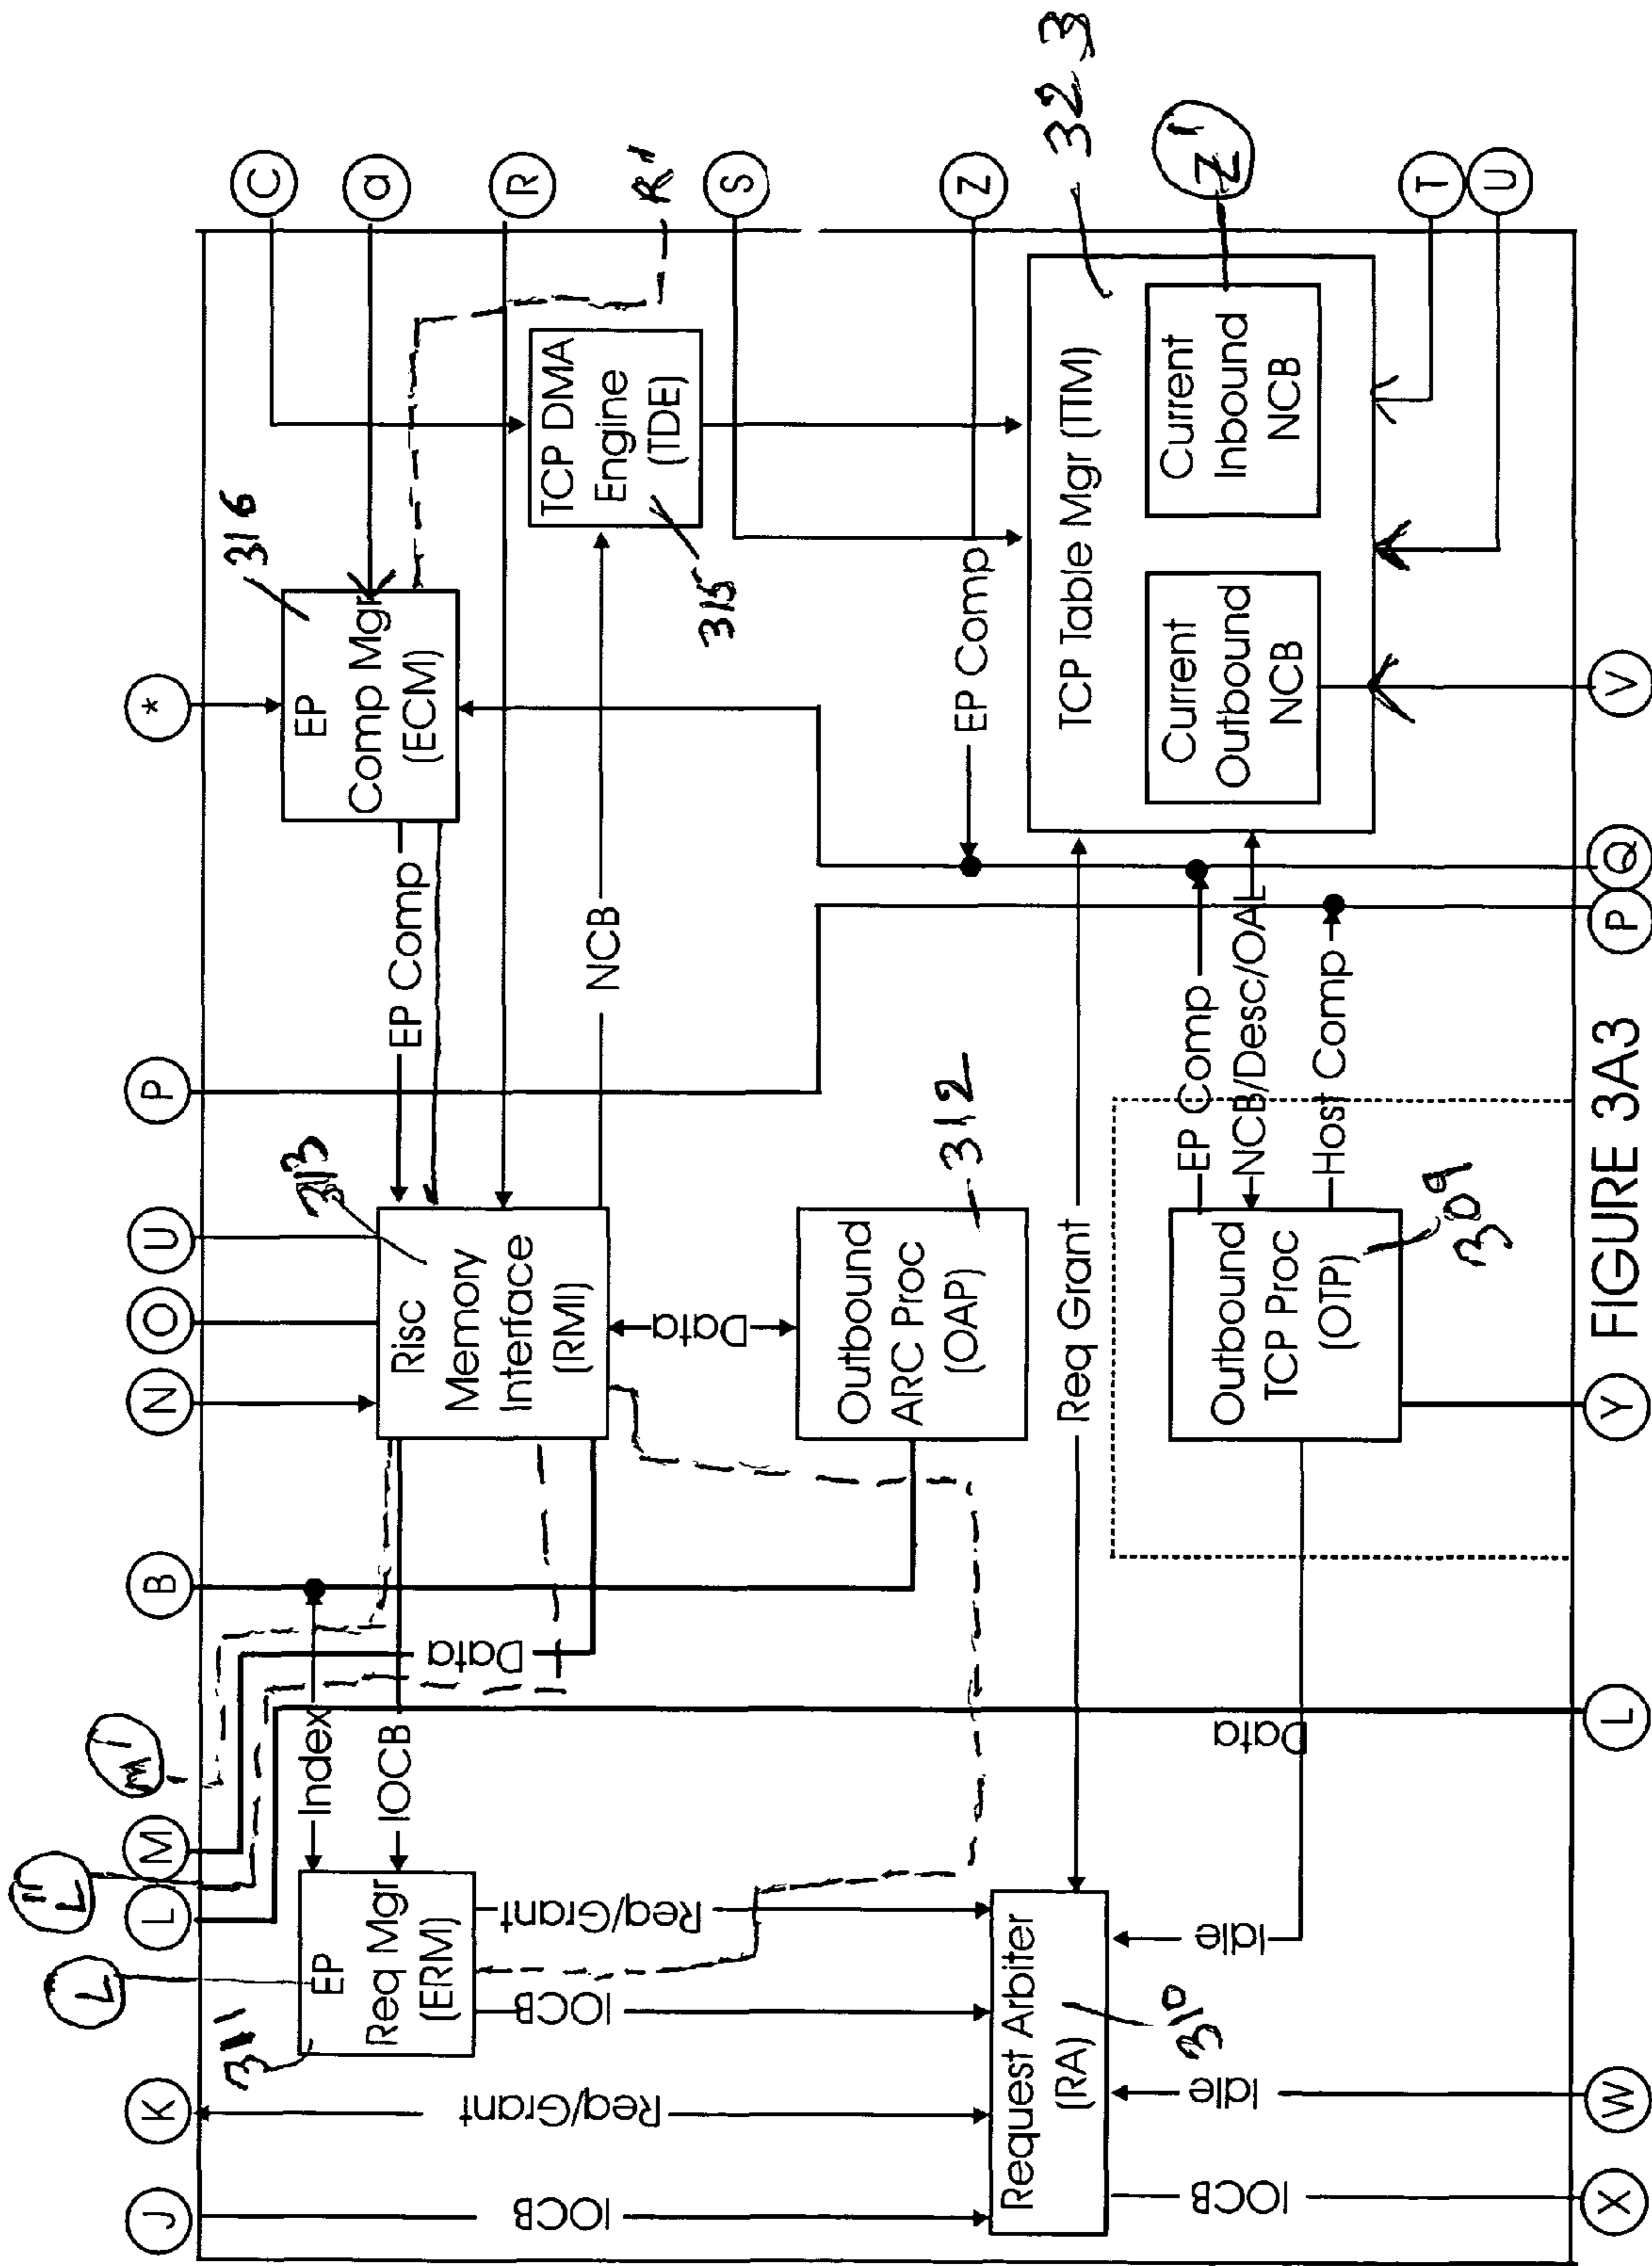 J
K
L
L"
M
M'
B
N
O
U
P
*
L'
311
EP
Req Mgr
(ERM)
Index
IOCB
Data
313
Risc
Memory
Interface
(RMI)
EP Comp
316
EP
Comp Mgr
(ECM)
C
a
R
R'
S
Z
IOCB
Req/Grant
IOCB
Req/Grant
Data
NCB
TCP DMA
Engine
(TDE)
315
Outbound
ARC Proc
(OAP)
312
EP Comp
Request Arbiter
(RA)
310
Req Grant
TCP Table Mgr (TTM)
323
Current
Outbound
NCB
Current
Inbound
NCB
Z'
IOCB
Idle
Idle
Data
Outbound
TCP Proc
(OTP)
309
EP Comp
NCB/Desc/OAL
Host Comp
T
U
X
W
L
Y
P
Q
V
FIGURE 3A3